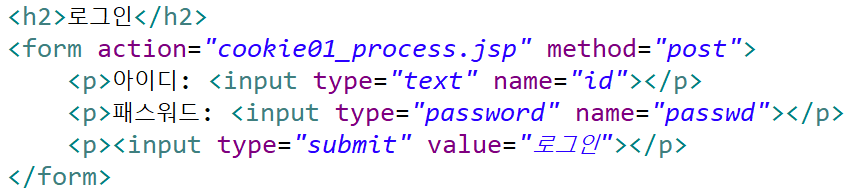 <h2>로그인</h2>
<form action="cookie01_process.jsp" method="post">
    <p>아이디: <input type="text" name="id"></p>
    <p>패스워드: <input type="password" name="passwd"></p>
    <p><input type="submit" value="로그인"></p>
</form>